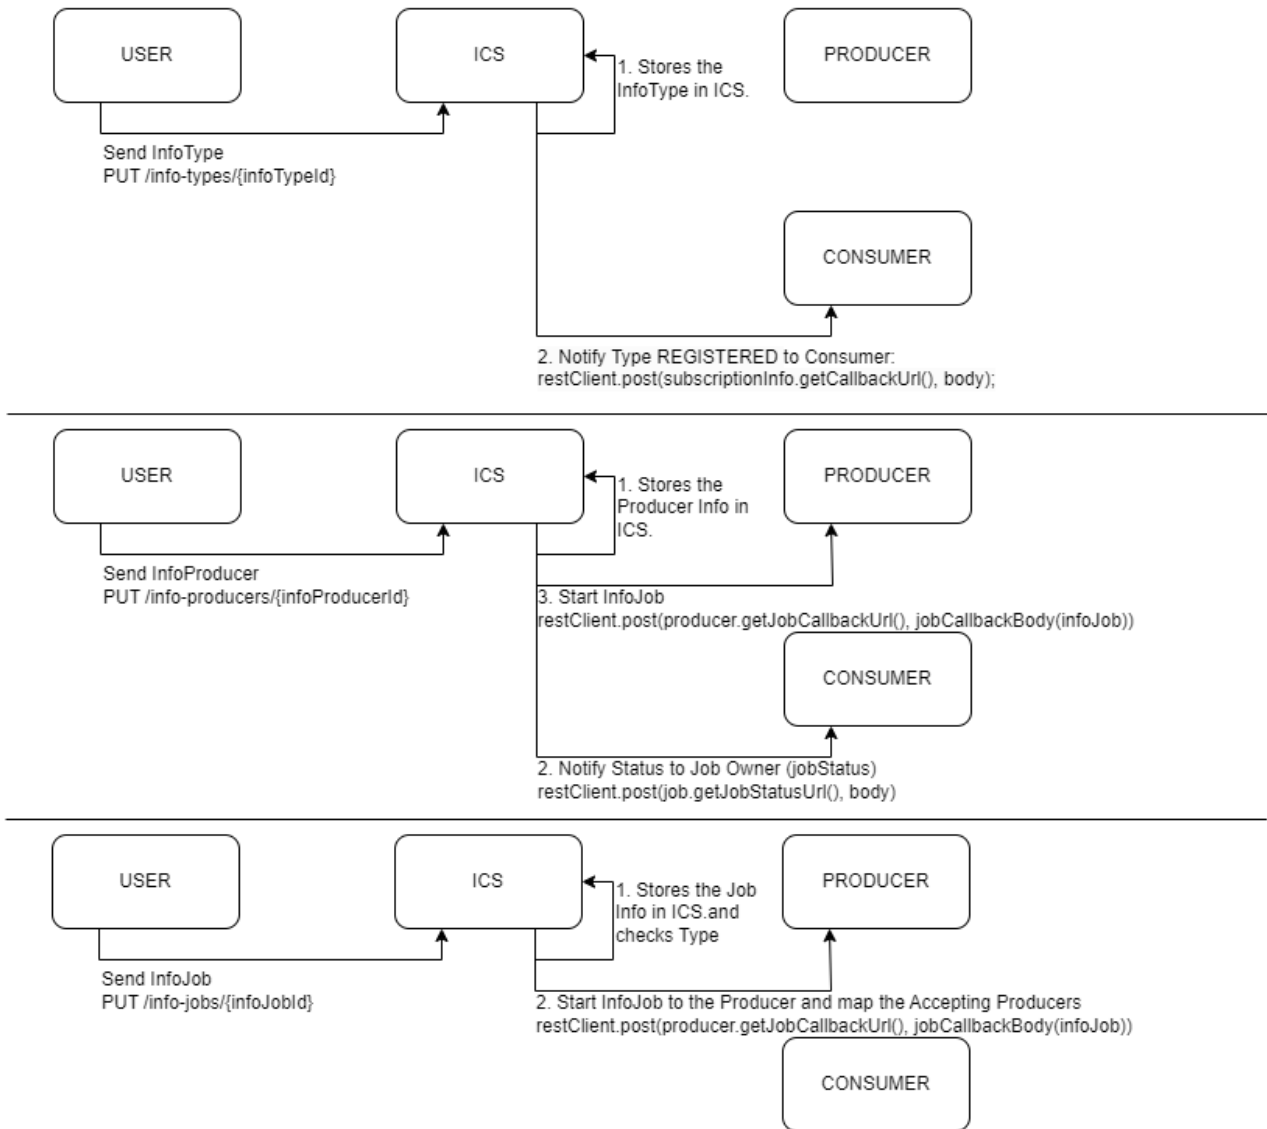 USER
ICS
PRODUCER
1. Stores the
InfoType in ICS.
Send InfoType
PUT /info-types/{infoTypeId}
CONSUMER
2. Notify Type REGISTERED to Consumer:
restClient.post(subscriptionInfo.getCallbackUrl(), body);
USER
ICS
PRODUCER
1. Stores the
Producer Info in
ICS.
Send InfoProducer
PUT /info-producers/{infoProducerId}
3. Start InfoJob
restClient.post(producer.getJobCallbackUrl(), jobCallbackBody(infoJob))
CONSUMER
2. Notify Status to Job Owner (jobStatus)
restClient.post(job.getJobStatusUrl(), body)
USER
ICS
PRODUCER
1. Stores the Job
Info in ICS.and
checks Type
Send InfoJob
PUT /info-jobs/{infoJobId}
2. Start InfoJob to the Producer and map the Accepting Producers
restClient.post(producer.getJobCallbackUrl(), jobCallbackBody(infoJob))
CONSUMER